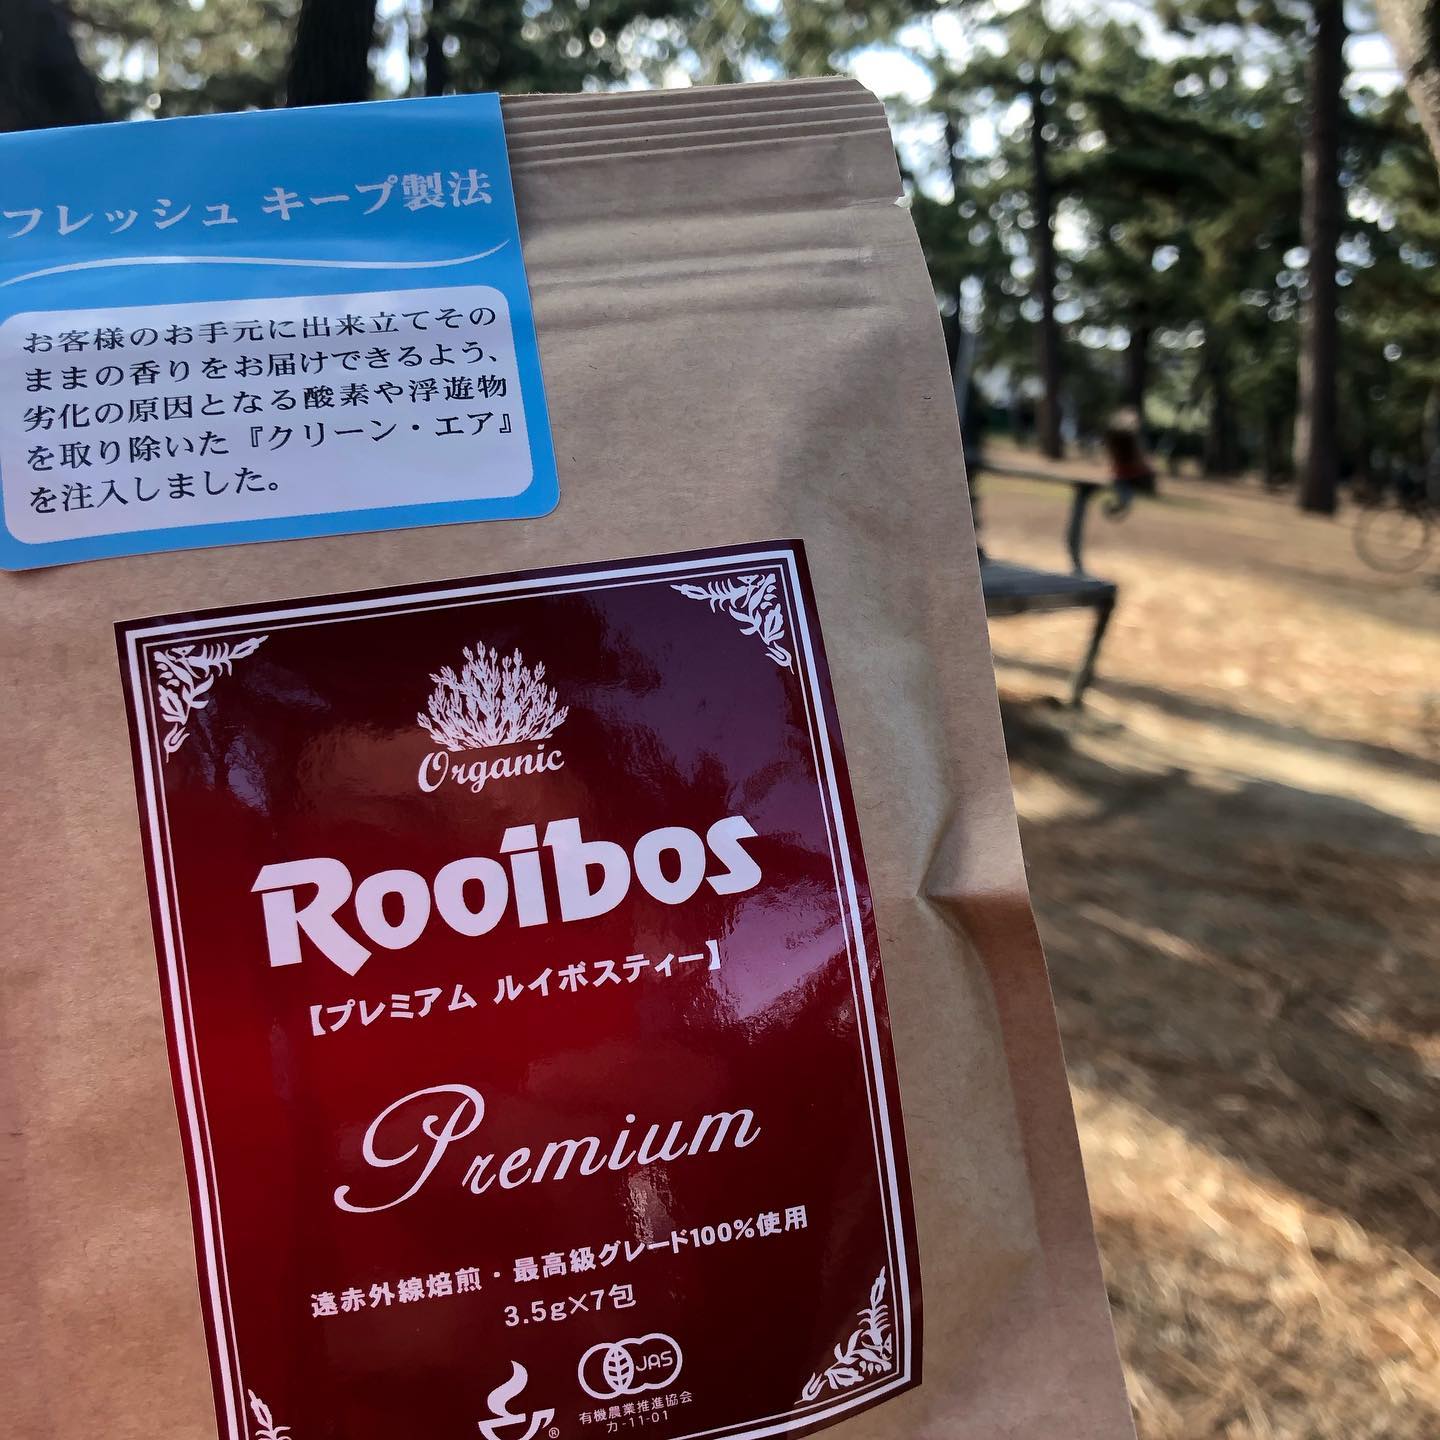 フレッシュ キープ製法
お客様のお手元に出来立てその
ままの香りをお届けできるよう、
劣化の原因となる酸素や浮遊物
を取り除いた『クリーン・エア』
を注入しました。
Organic
Rooibos
【プレミアム ルイボスティー】
Premium
遠赤外線焙煎・最高級グレード100%使用
3.5g×7包
JAS
®
有機農業推進協会
カ-11-01